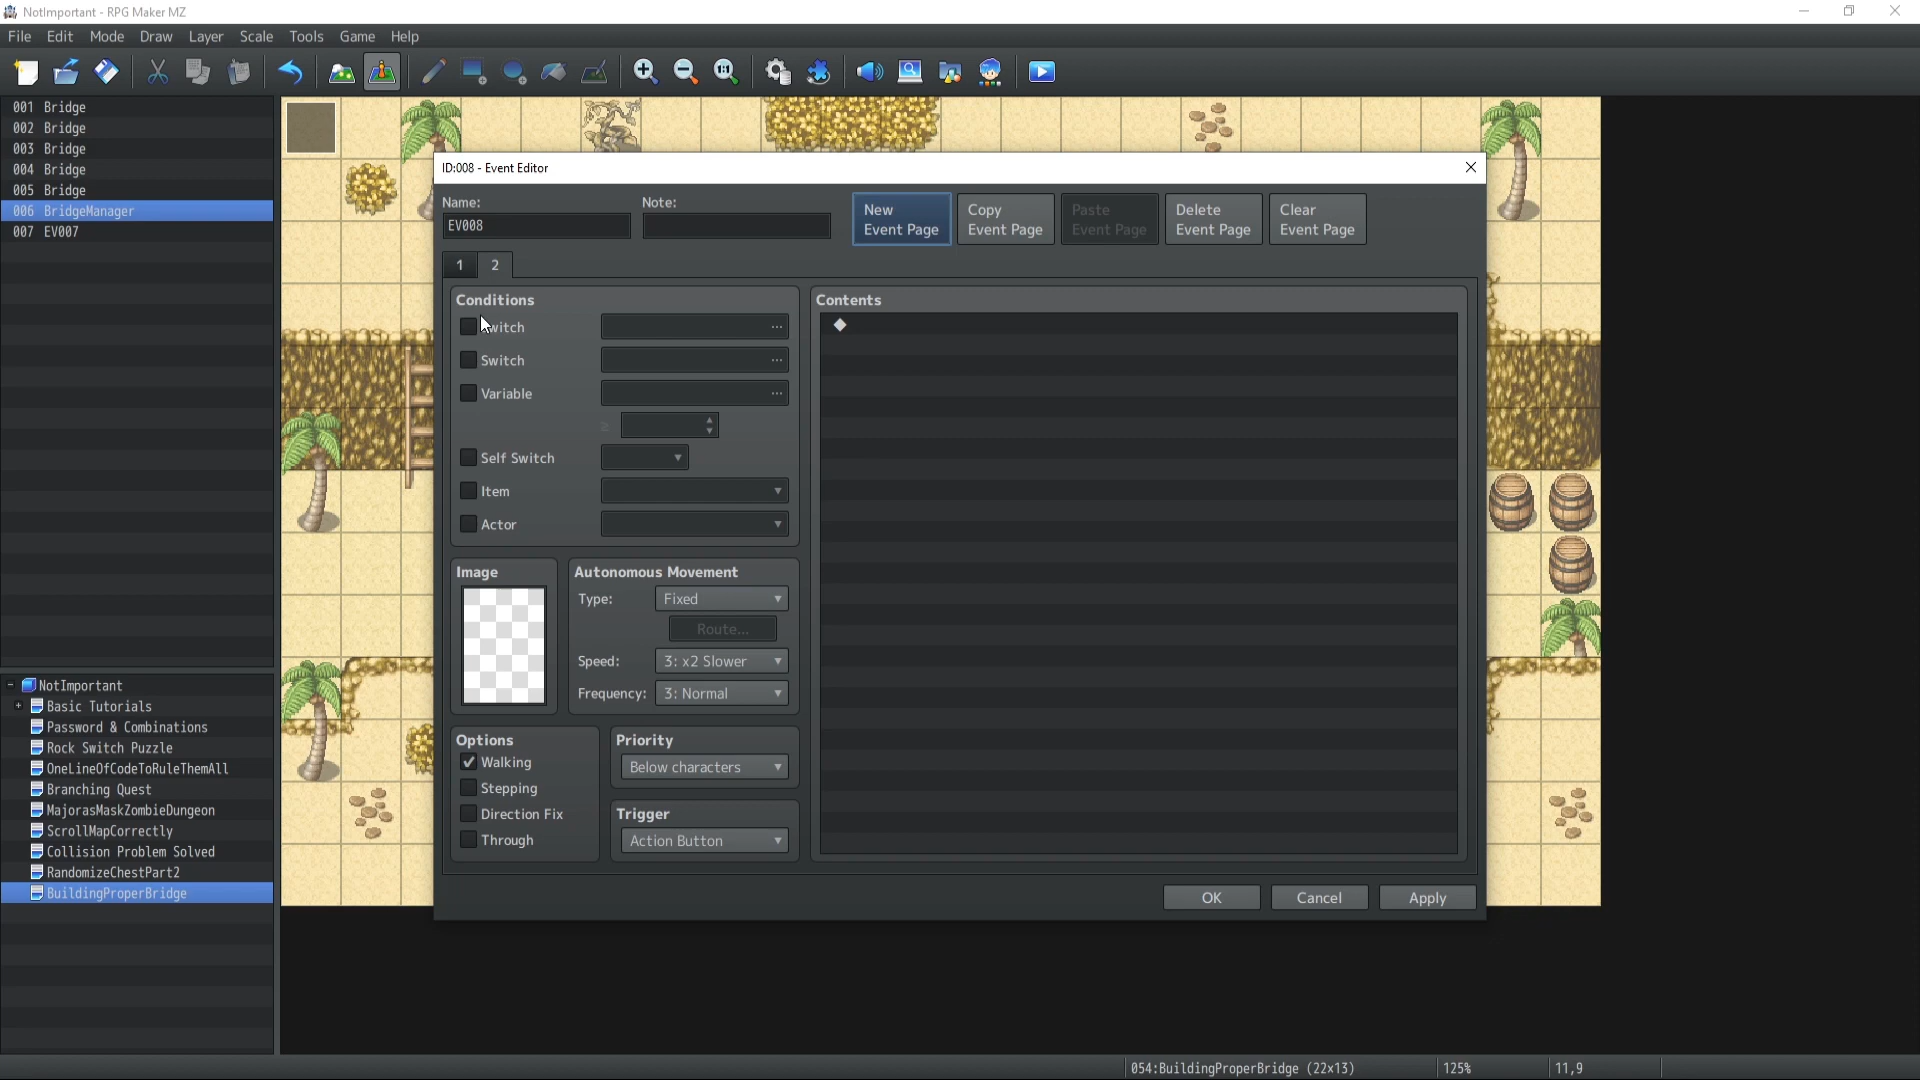 NotImportant - RPG Maker MZ
File Edit Mode Draw Layer Scale Tools Game Help
1:1
001 Bridge
002 Bridge
003 Bridge
004 Bridge
005 Bridge
006 BridgeManager
007 EV007
ID:008 - Event Editor
Name:
Note:
EV008
New
Event Page
Copy
Event Page
Paste
Event Page
Delete
Event Page
Clear
Event Page
1 2
Conditions
Switch ...
Switch ...
Variable ...
≥
Self Switch
Item
Actor
Image
Autonomous Movement
Type: Fixed
Route...
Speed: 3: x2 Slower
Frequency: 3: Normal
Options
Walking
Stepping
Direction Fix
Through
Priority
Below characters
Trigger
Action Button
Contents
OK Cancel Apply
NotImportant
Basic Tutorials
Password & Combinations
Rock Switch Puzzle
OneLineOfCodeToRuleThemAll
Branching Quest
MajorasMaskZombieDungeon
ScrollMapCorrectly
Collision Problem Solved
RandomizeChestPart2
BuildingProperBridge
054:BuildingProperBridge (22x13) 125% 11,9